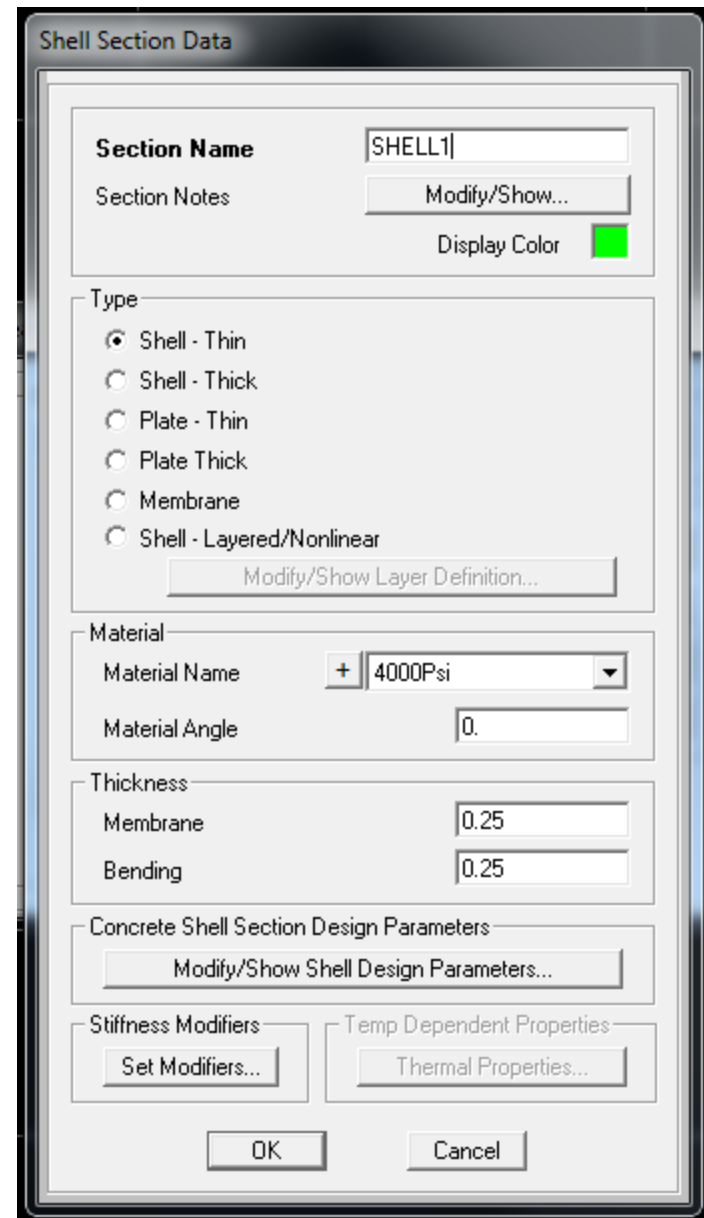 Shell Section Data
Section Name SHELL1
Section Notes Modify/Show...
Display Color
Type
Shell - Thin
Shell - Thick
Plate - Thin
Plate Thick
Membrane
Shell - Layered/Nonlinear
Modify/Show Layer Definition...
Material
Material Name + 4000Psi
Material Angle 0.
Thickness
Membrane 0.25
Bending 0.25
Concrete Shell Section Design Parameters
Modify/Show Shell Design Parameters...
Stiffness Modifiers Temp Dependent Properties
Set Modifiers... Thermal Properties...
OK Cancel